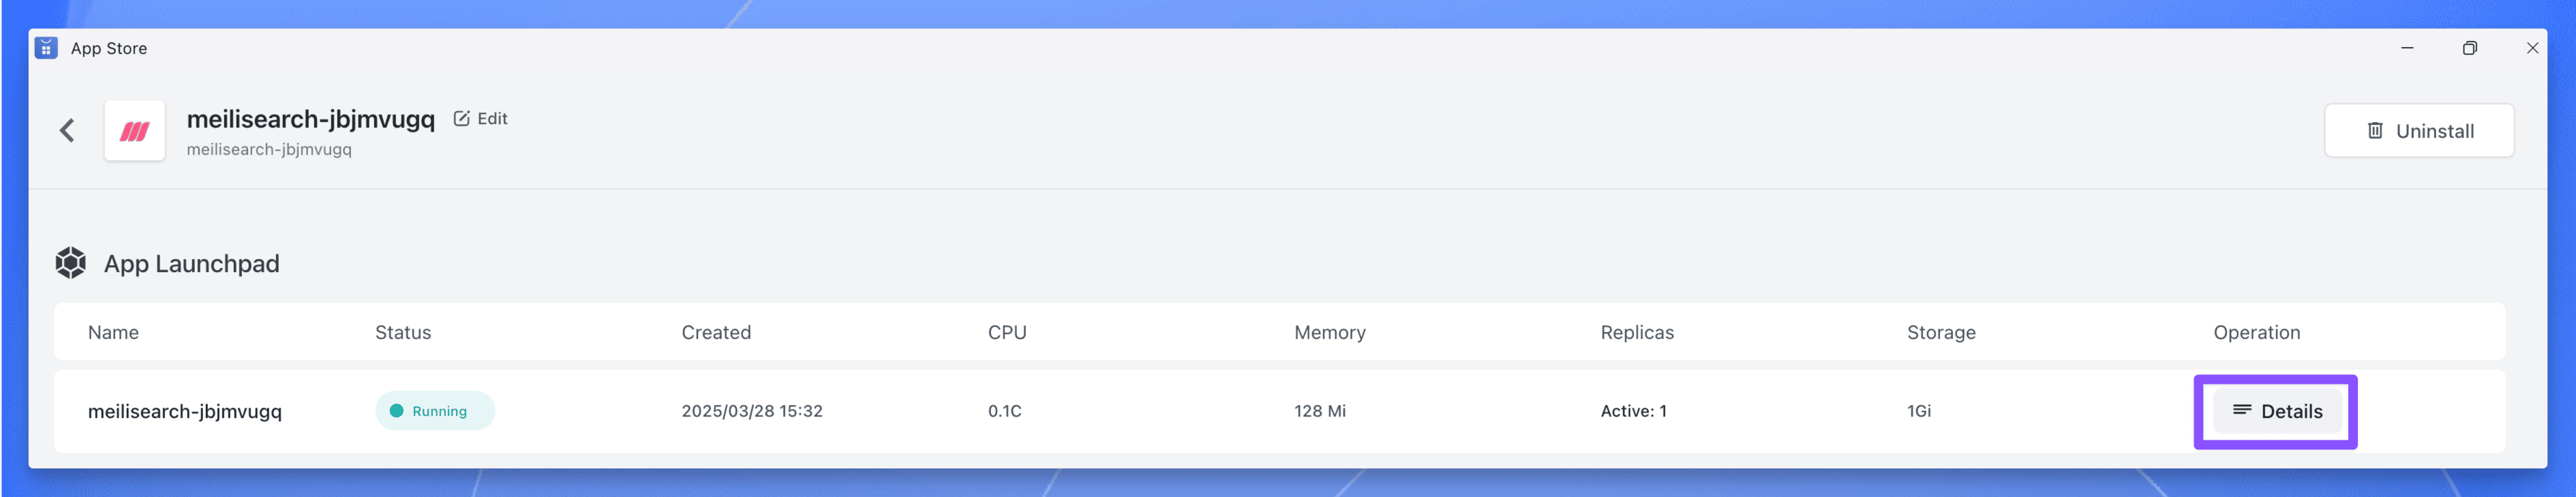 App Store
meilisearch-jbjmvugq Edit
meilisearch-jbjmvugq
Uninstall
App Launchpad
Name Status Created CPU Memory Replicas Storage Operation
meilisearch-jbjmvugq Running 2025/03/28 15:32 0.1C 128 Mi Active: 1 1Gi Details